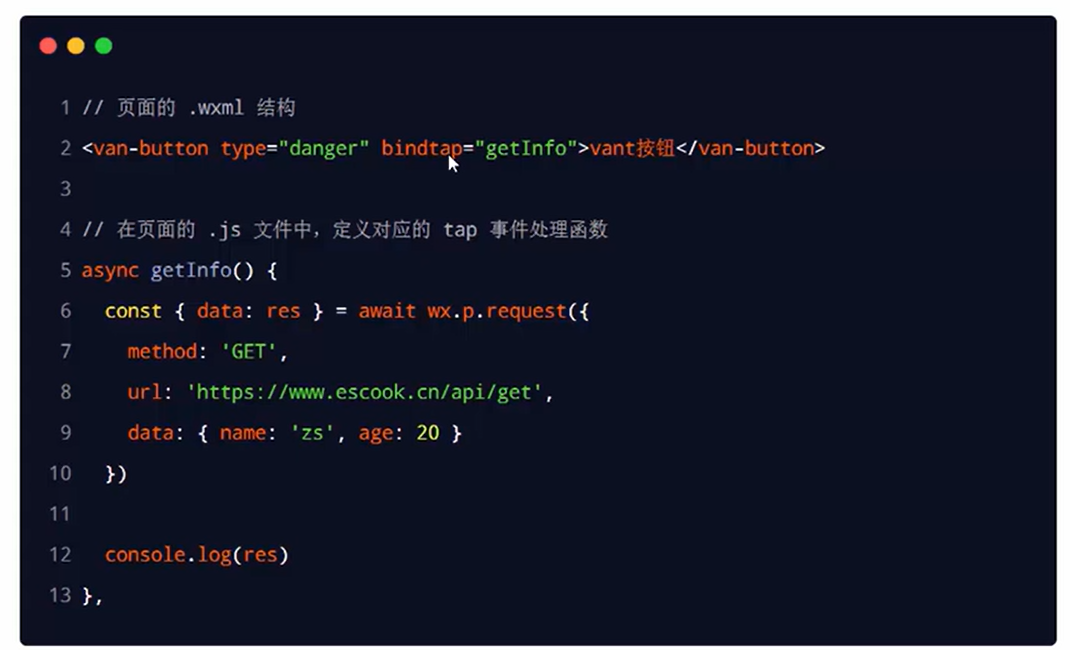 1 // 页面的 .wxml 结构
2 <van-button type="danger" bindtap="getInfo">vant按钮</van-button>
3
4 // 在页面的 .js 文件中，定义对应的 tap 事件处理函数
5 async getInfo() {
6   const { data: res } = await wx.p.request({
7     method: 'GET',
8     url: 'https://www.escook.cn/api/get',
9     data: { name: 'zs', age: 20 }
10   })
11
12   console.log(res)
13 },